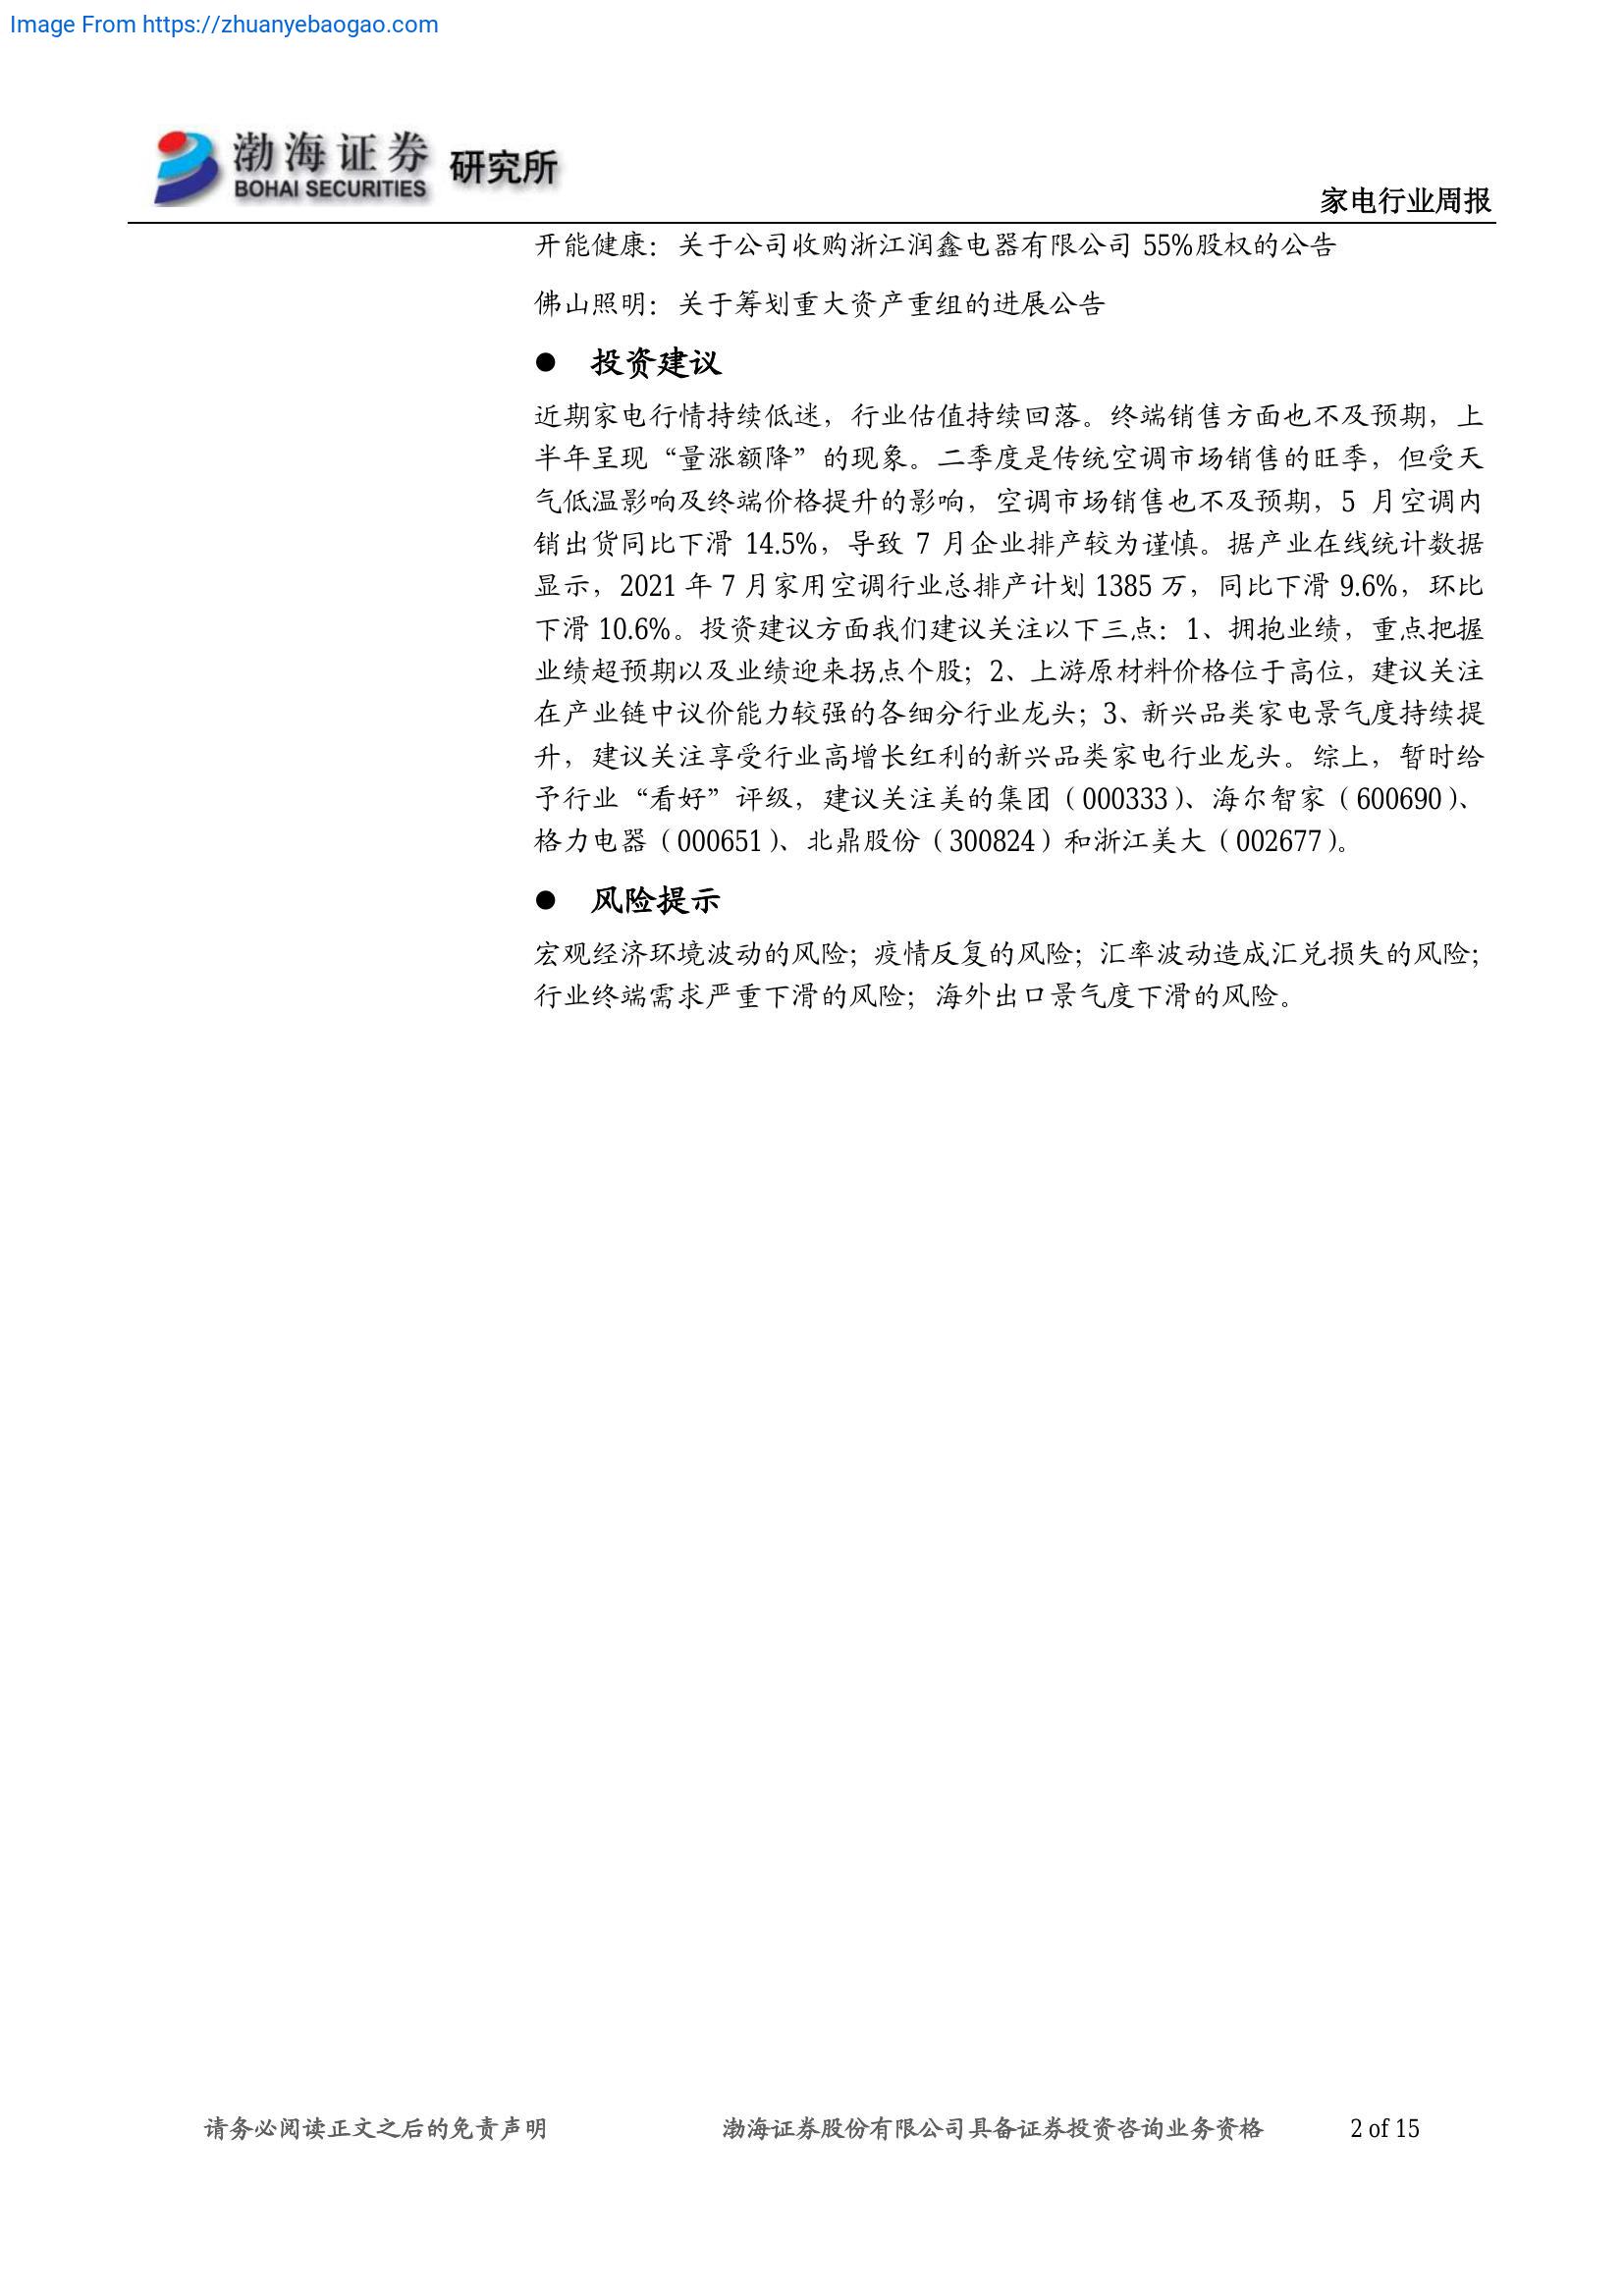 Image From https://zhuanyebaogao.com
渤海证券
BOHAI SECURITIES
研究所
家电行业周报
开能健康：关于公司收购浙江润鑫电器有限公司 55%股权的公告
佛山照明：关于筹划重大资产重组的进展公告
● 投资建议
近期家电行情持续低迷，行业估值持续回落。终端销售方面也不及预期，上
半年呈现“量涨额降”的现象。二季度是传统空调市场销售的旺季，但受天
气低温影响及终端价格提升的影响，空调市场销售也不及预期，5 月空调内
销出货同比下滑 14.5%，导致 7 月企业排产较为谨慎。据产业在线统计数据
显示，2021 年 7 月家用空调行业总排产计划 1385 万，同比下滑 9.6%，环比
下滑 10.6%。投资建议方面我们建议关注以下三点：1、拥抱业绩，重点把握
业绩超预期以及业绩迎来拐点个股；2、上游原材料价格位于高位，建议关注
在产业链中议价能力较强的各细分行业龙头；3、新兴品类家电景气度持续提
升，建议关注享受行业高增长红利的新兴品类家电行业龙头。综上，暂时给
予行业“看好”评级，建议关注美的集团（000333）、海尔智家（600690）、
格力电器（000651）、北鼎股份（300824）和浙江美大（002677）。
● 风险提示
宏观经济环境波动的风险；疫情反复的风险；汇率波动造成汇兑损失的风险；
行业终端需求严重下滑的风险；海外出口景气度下滑的风险。
请务必阅读正文之后的免责声明 渤海证券股份有限公司具备证券投资咨询业务资格 2 of 15